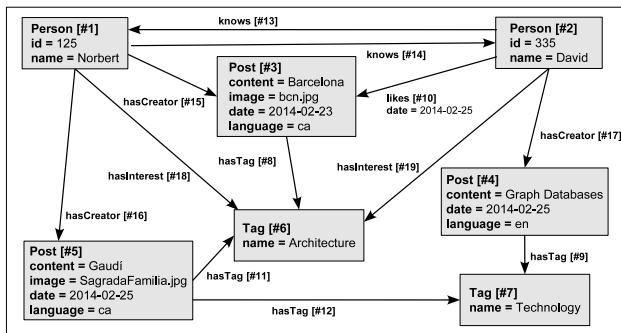 knows [#13]
Person [#1]
id = 125
name = Norbert
Person [#2]
id = 335
name = David
knows [#14]
Post [#3]
content = Barcelona
image = bcn.jpg
date = 2014-02-23
language = ca
hasCreator [#15]
likes [#10]
date = 2014-02-25
hasCreator [#17]
hasTag [#8]
hasInterest [#18]
hasInterest [#19]
Post [#4]
content = Graph Databases
date = 2014-02-25
language = en
hasCreator [#16]
Tag [#6]
name = Architecture
Post [#5]
content = Gaudí
image = SagradaFamilia.jpg
date = 2014-02-25
language = ca
hasTag [#11]
hasTag [#9]
hasTag [#12]
Tag [#7]
name = Technology